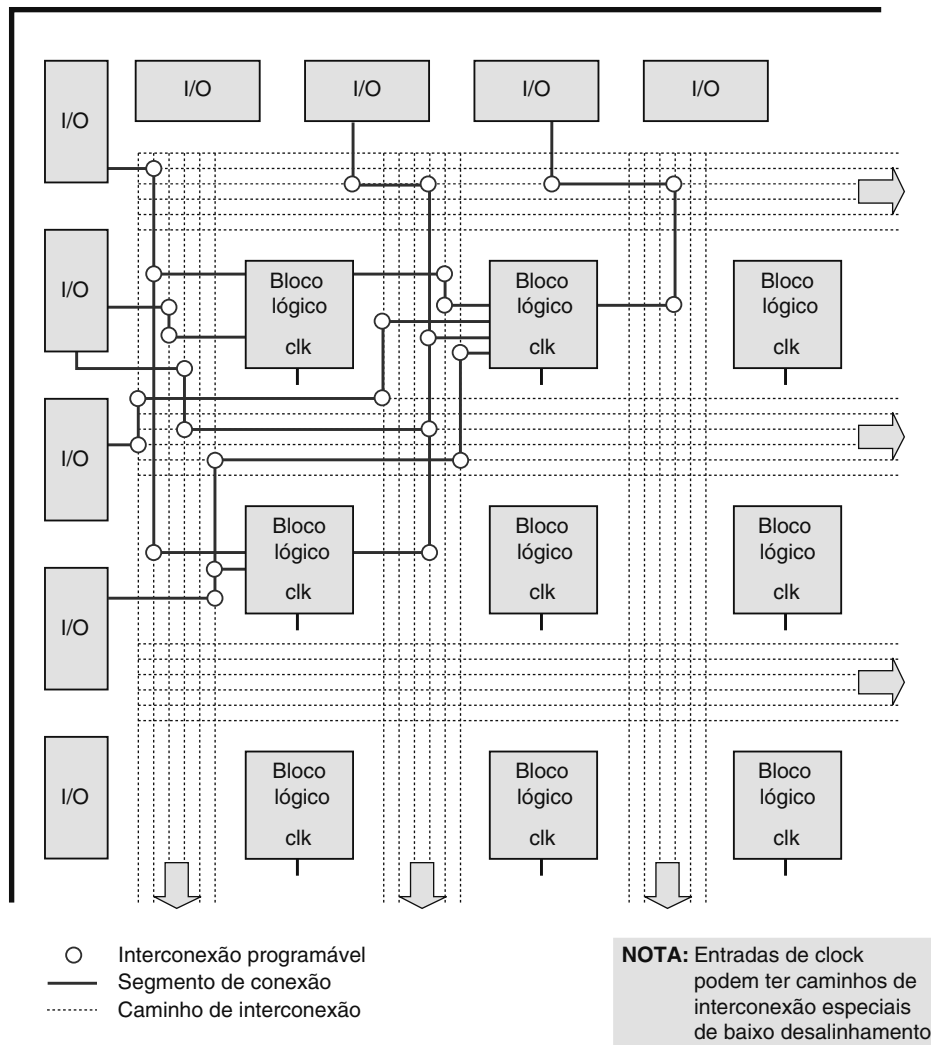 I/O
I/O
I/O
I/O
I/O
I/O
Bloco
lógico
clk
Bloco
lógico
clk
Bloco
lógico
clk
I/O
Bloco
lógico
clk
Bloco
lógico
clk
Bloco
lógico
clk
I/O
I/O
Bloco
lógico
clk
Bloco
lógico
clk
Bloco
lógico
clk
Interconexão programável
Segmento de conexão
Caminho de interconexão
NOTA: Entradas de clock
podem ter caminhos de
interconexão especiais
de baixo desalinhamento